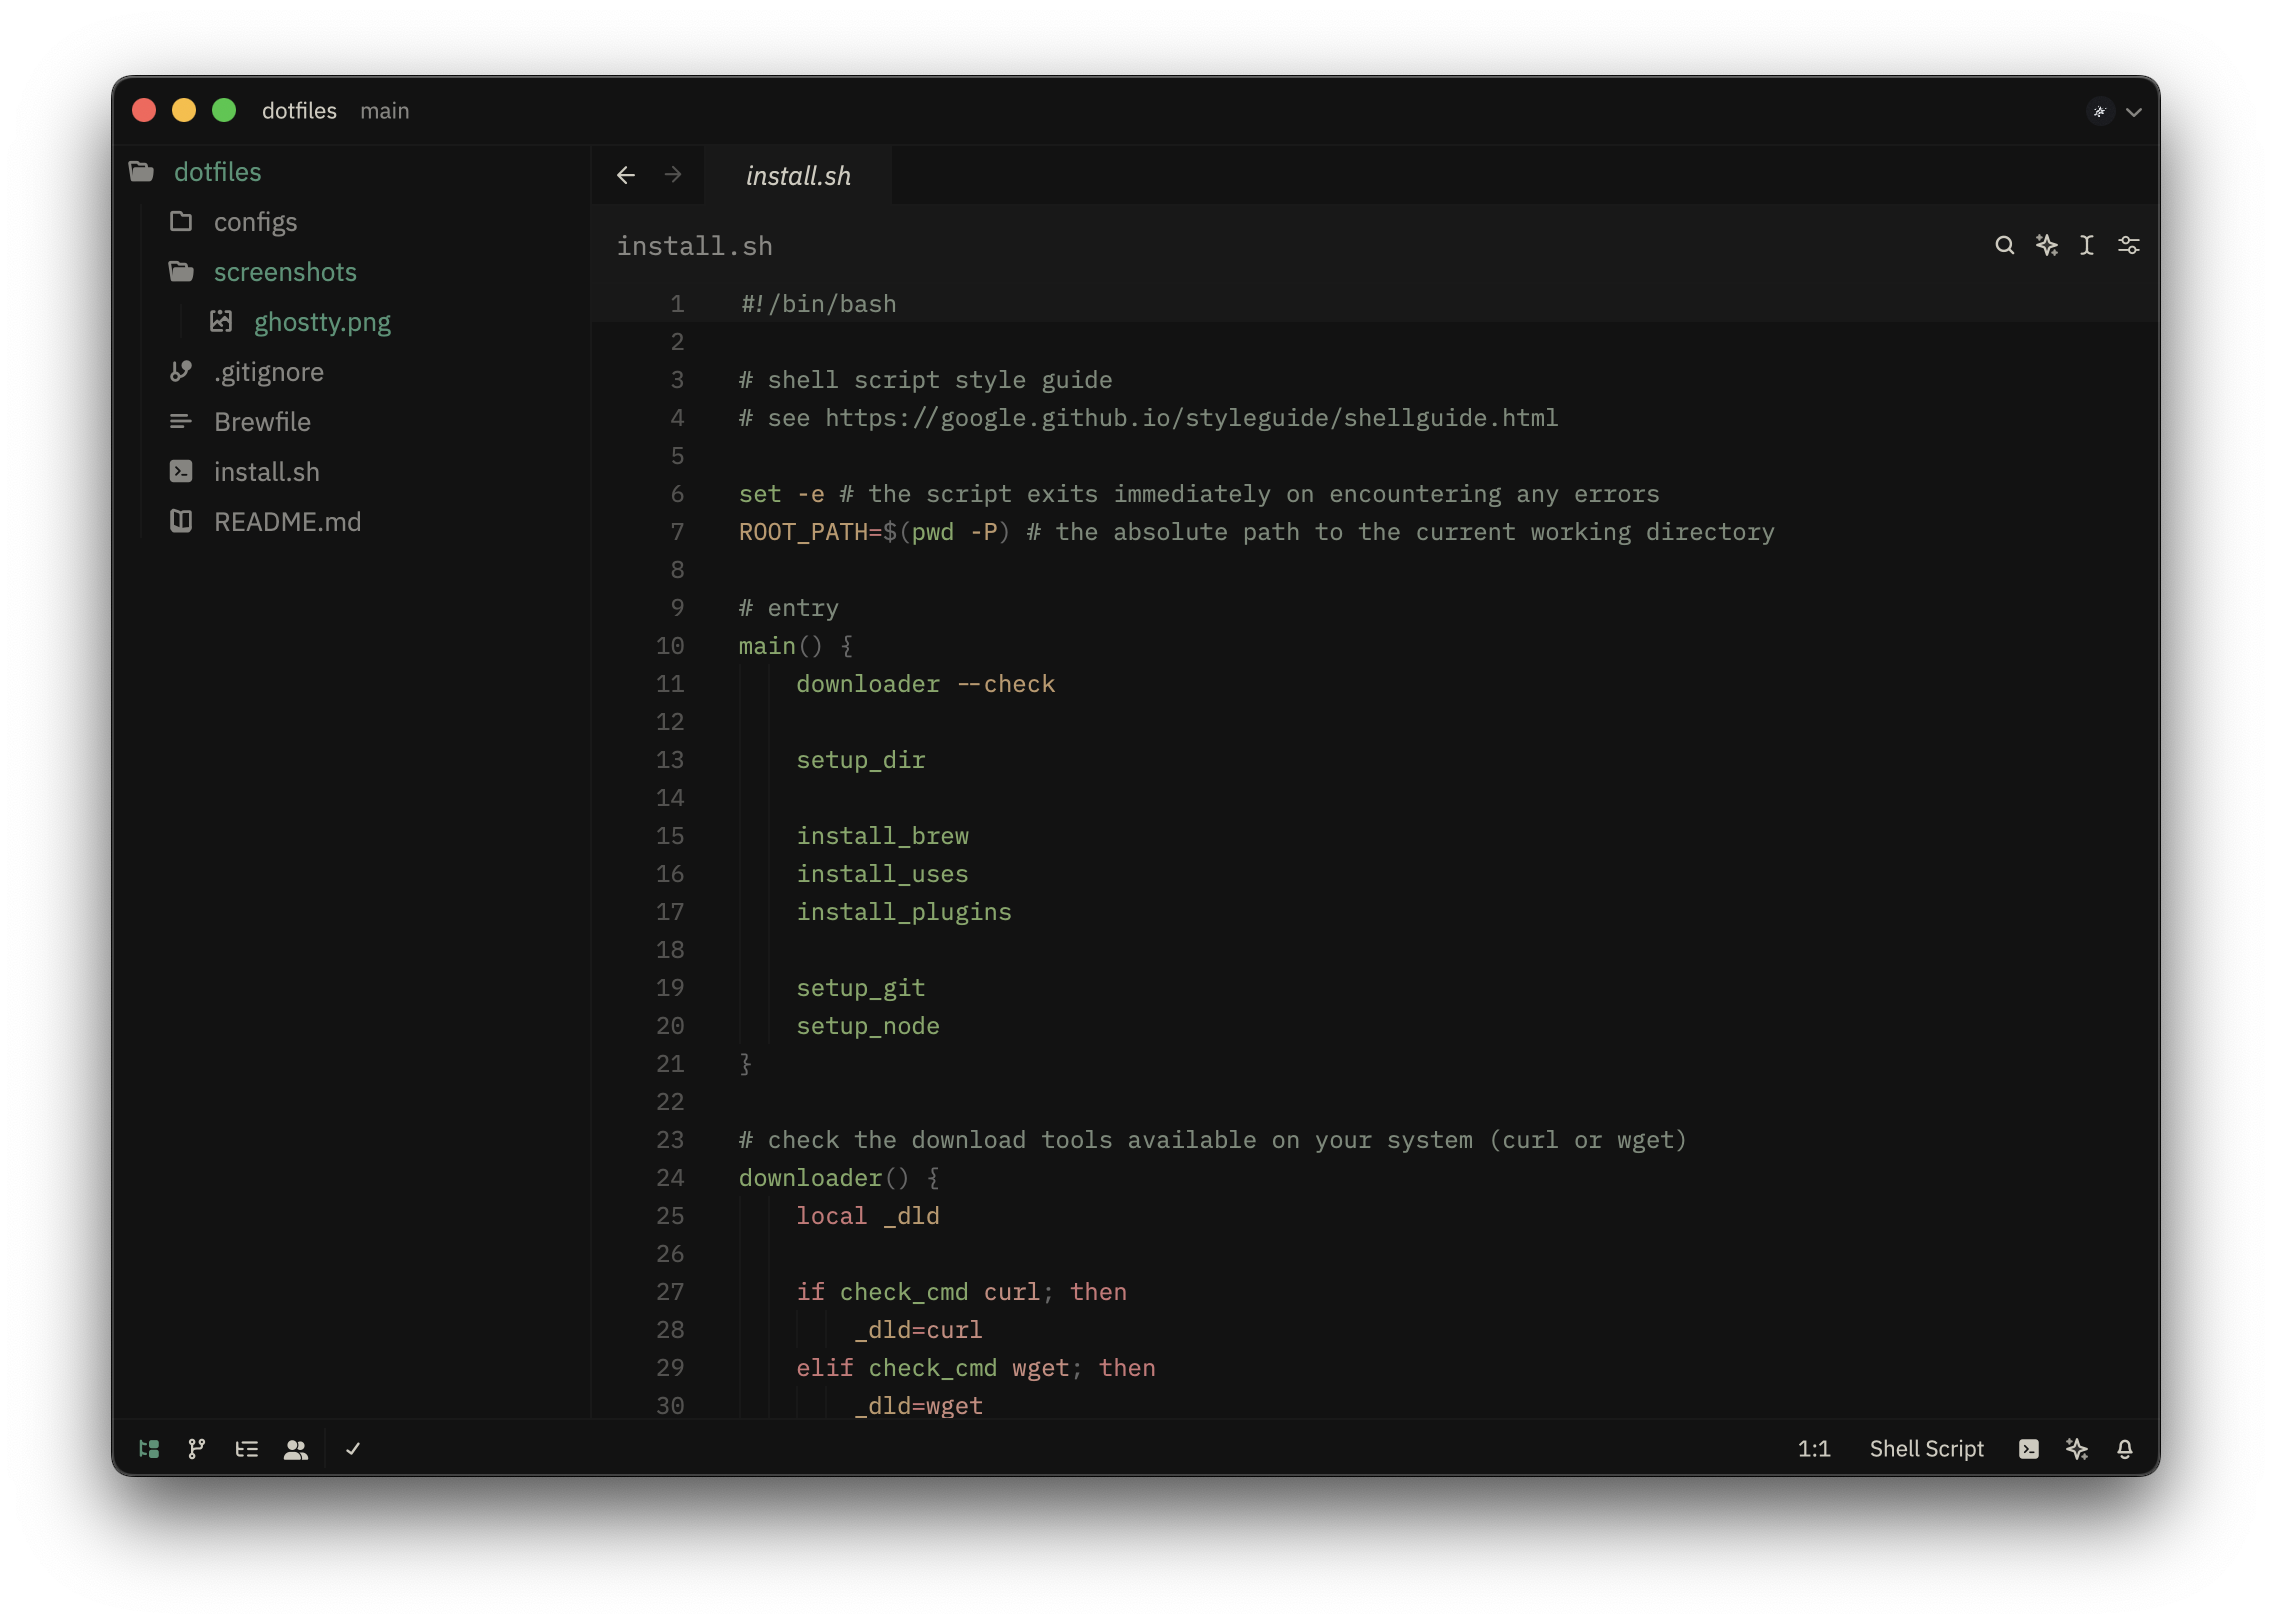 dotfiles main
dotfiles
configs
screenshots
ghostty.png
.gitignore
Brewfile
install.sh
README.md
install.sh
install.sh
1 #!/bin/bash
2
3 # shell script style guide
4 # see https://google.github.io/styleguide/shellguide.html
5
6 set -e # the script exits immediately on encountering any errors
7 ROOT_PATH=$(pwd -P) # the absolute path to the current working directory
8
9 # entry
10 main() {
11     downloader --check
12
13     setup_dir
14
15     install_brew
16     install_uses
17     install_plugins
18
19     setup_git
20     setup_node
21 }
22
23 # check the download tools available on your system (curl or wget)
24 downloader() {
25     local _dld
26
27     if check_cmd curl; then
28         _dld=curl
29     elif check_cmd wget; then
30         _dld=wget
1:1 Shell Script